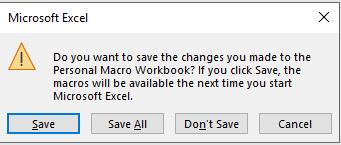 Microsoft Excel
Do you want to save the changes you made to the
Personal Macro Workbook? If you click Save, the
macros will be available the next time you start
Microsoft Excel.
Save Save All Don't Save Cancel